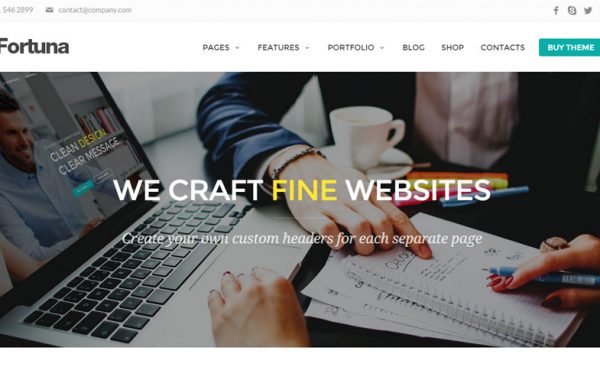 546 2899 contact@company.com
Fortuna
PAGES FEATURES PORTFOLIO BLOG SHOP CONTACTS BUY THEME
CLEAN DESIGN.
CLEAR MESSAGE.
WE CRAFT FINE WEBSITES
Create your own custom headers for each separate page